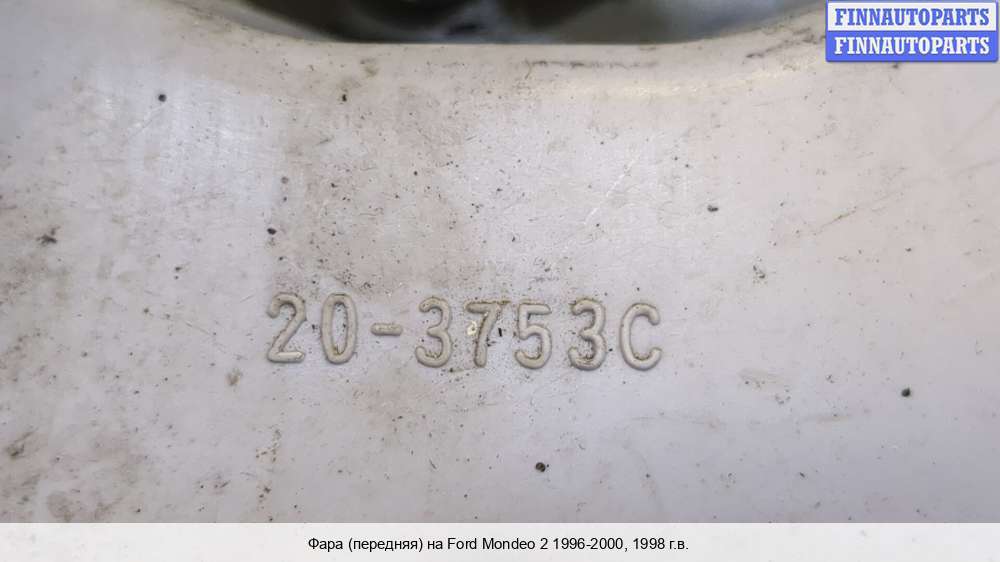 FINNAUTOPARTS
FINNAUTOPARTS
20-3753C
Фара (передняя) на Ford Mondeo 2 1996-2000, 1998 г.в.